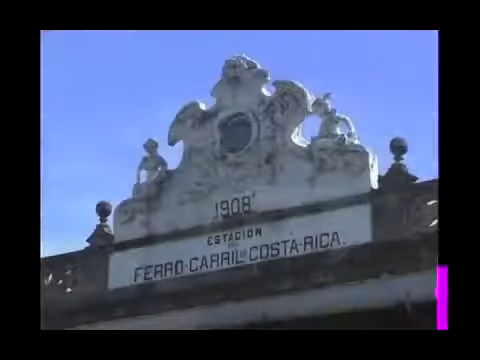 1908
ESTACION
FERRO-CARRIL DE COSTA-RICA.